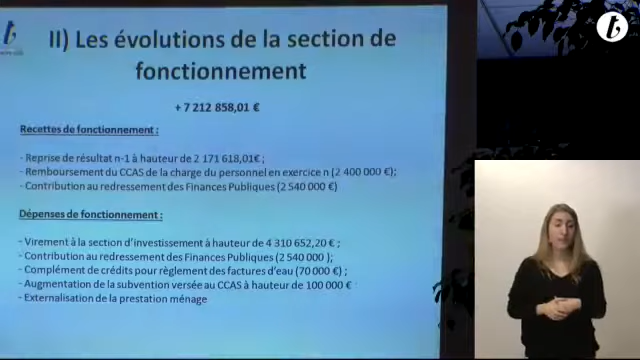 II) Les évolutions de la section de
fonctionnement
+ 7 212 858,01 €
Recettes de fonctionnement :
- Reprise de résultat n-1 à hauteur de 2 171 618,01€ ;
- Remboursement du CCAS de la charge du personnel en exercice n (2 400 000 €);
- Contribution au redressement des Finances Publiques (2 540 000 €)
Dépenses de fonctionnement :
- Virement à la section d'investissement à hauteur de 4 310 652,20 € ;
- Contribution au redressement des Finances Publiques (2 540 000 );
- Complément de crédits pour règlement des factures d'eau (70 000 €) ;
- Augmentation de la subvention versée au CCAS à hauteur de 100 000 €
- Externalisation de la prestation ménage
t